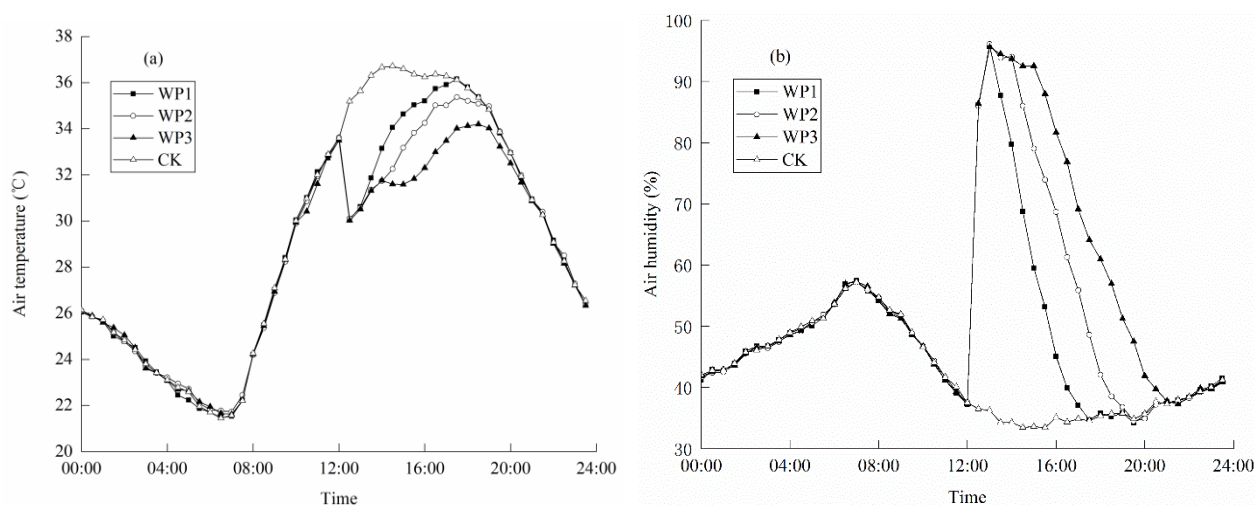 (a)
WP1
WP2
WP3
CK
38
36
34
32
30
28
26
24
22
20
Air temperature (℃)
00:00 04:00 08:00 12:00 16:00 20:00 24:00
Time
(b)
WP1
WP2
WP3
CK
100
90
80
70
60
50
40
30
Air humidity (%)
00:00 04:00 08:00 12:00 16:00 20:00 24:00
Time